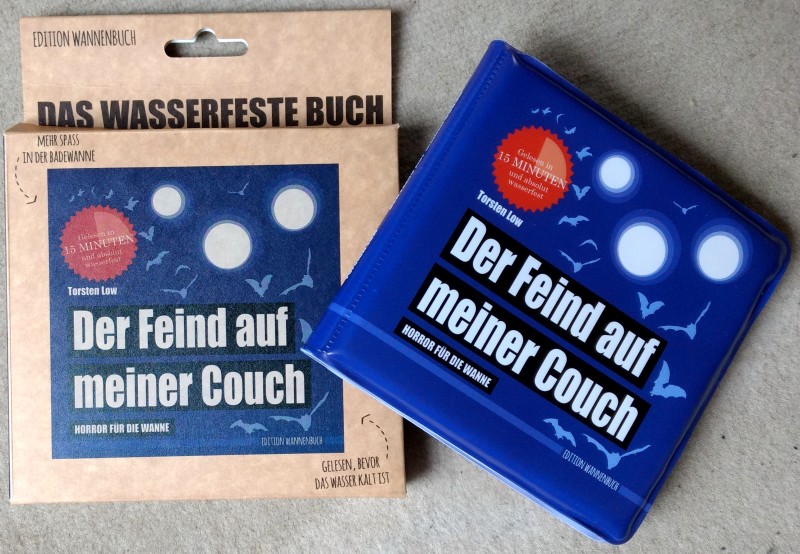 EDITION WANNENBUCH
DAS WASSERFESTE BUCH
MEHR SPASS
IN DER BADEWANNE
Gelesen in
15 MINUTEN
und absolut
wasserfest
Torsten Low
Der Feind auf
meiner Couch
HORROR FÜR DIE WANNE
EDITION WANNENBUCH
GELESEN, BEVOR
DAS WASSER KALT IST
Gelesen in
15 MINUTEN
und absolut
wasserfest
Torsten Low
Der Feind auf
meiner Couch
HORROR FÜR DIE WANNE
EDITION WANNENBUCH